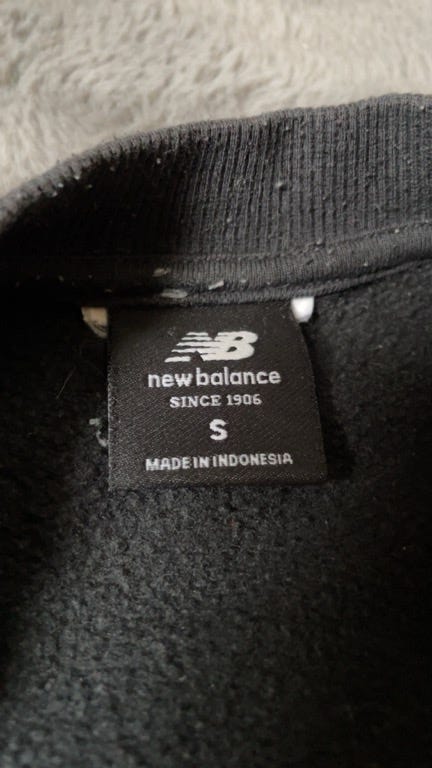 NB
new balance
SINCE 1906
S
MADE IN INDONESIA